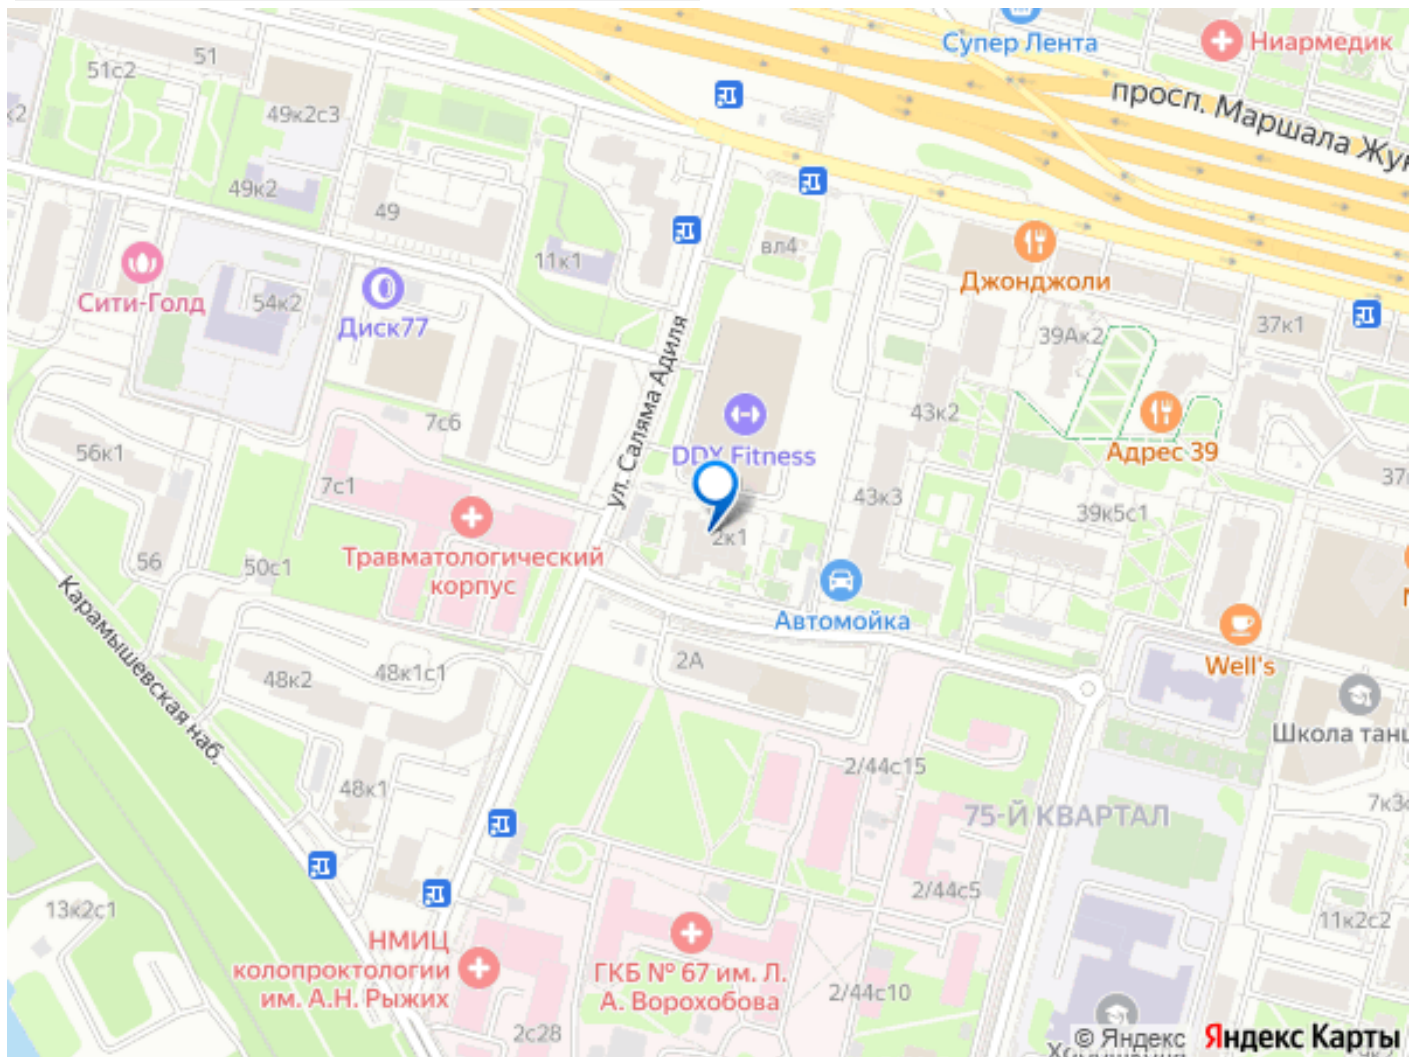 Супер Лента
Ниармедик
51
51с2
просп. Маршала Жук
к2
49к2с3
49к2
49
вл4
11к1
Джонджоли
Сити-Голд
54к2
Диск77
ул. Саляма Адиля
39Ак2
37к1
7с6
43к2
DDX Fitness
Адрес 39
56к1
7с1
43к3
37
39к5с1
2к1
Травматологический
корпус
56
50с1
Автомойка
Well's
Карамышевская наб.
48к2
48к1с1
2А
Школа танц
2/44с15
48к1
75-Й КВАРТАЛ
2/44с5
13к2с1
11к2с2
НМИЦ
колопроктологии
им. А.Н. Рыжих
ГКБ № 67 им. Л.
А. Ворохобова
2/44с10
2с28
© Яндекс
Яндекс Карты